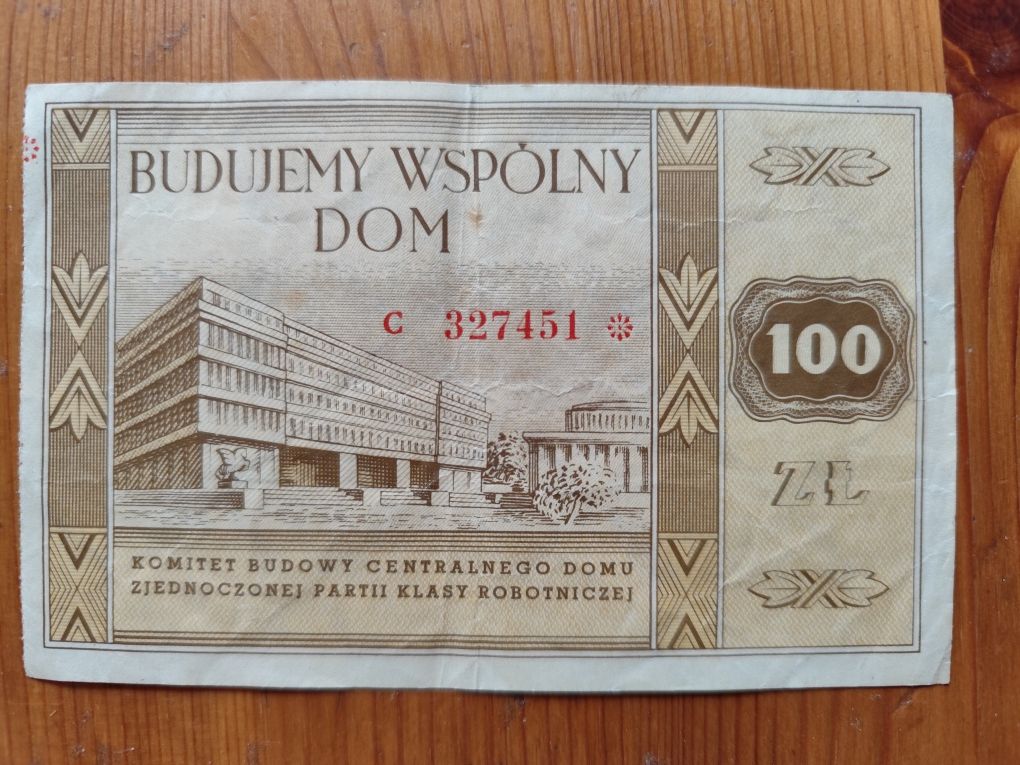 BUDUJEMY WSPÓLNY
DOM
C 327451
100
ZŁ
KOMITET BUDOWY CENTRALNEGO DOMU
ZJEDNOCZONEJ PARTII KLASY ROBOTNICZEJ